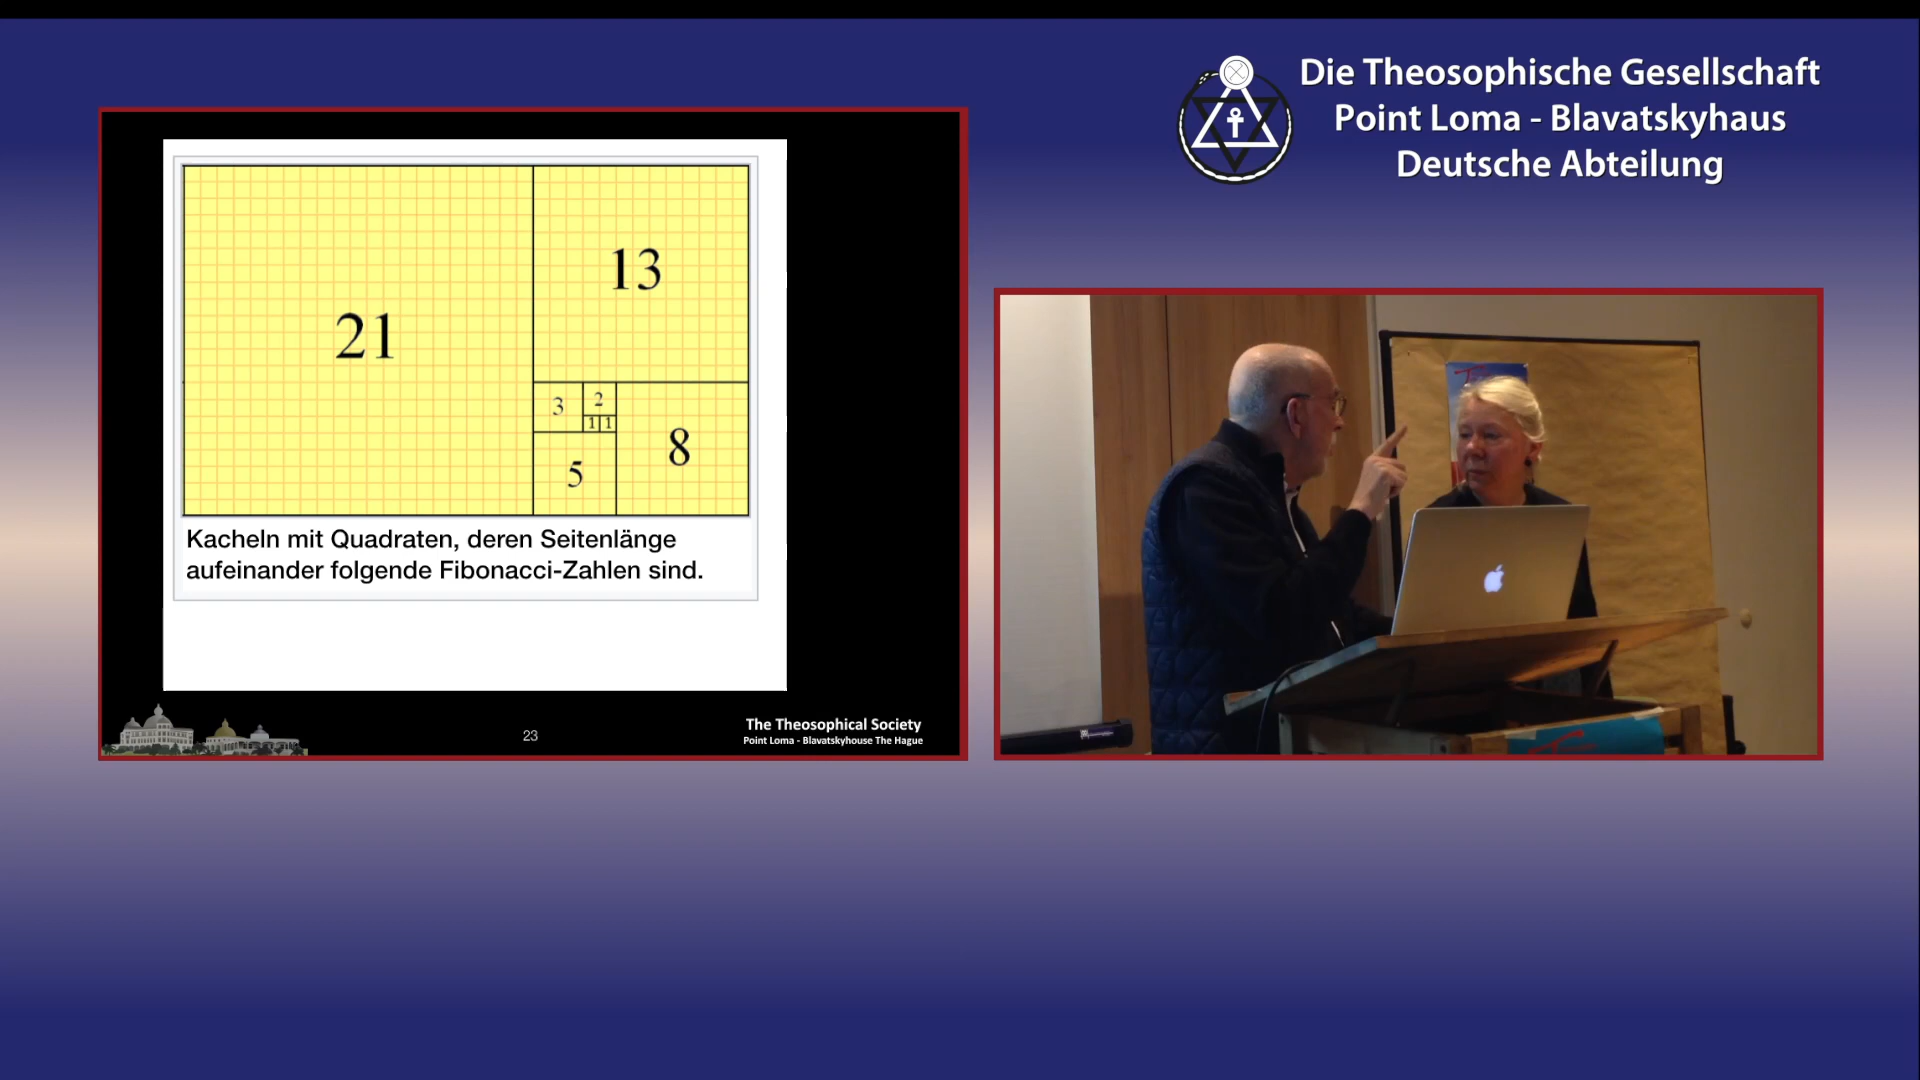 Die Theosophische Gesellschaft
Point Loma - Blavatskyhaus
Deutsche Abteilung
21
13
3
2
1 1
8
5
Kacheln mit Quadraten, deren Seitenlänge
aufeinander folgende Fibonacci-Zahlen sind.
23
The Theosophical Society
Point Loma - Blavatskyhouse The Hague